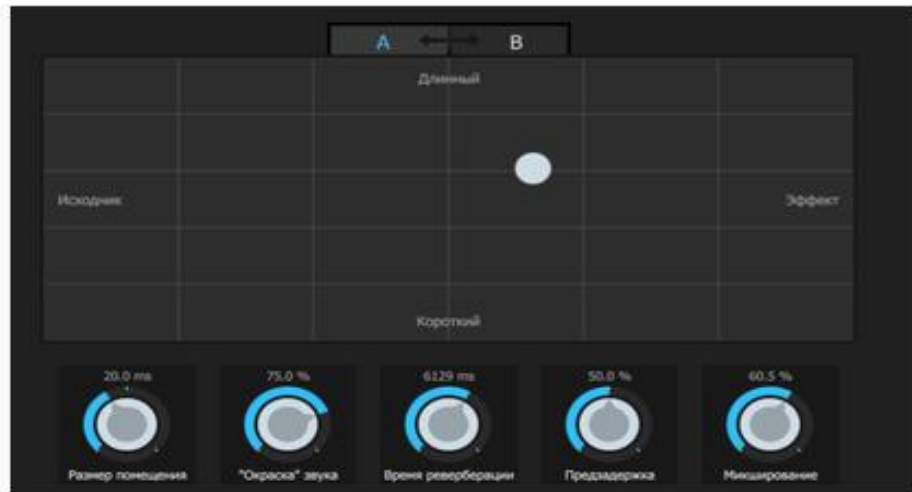 A B
Длинный
Исходник
Эффект
Короткий
20.0 ms 75.0 % 6129 ms 50.0 % 60.5 %
Размер помещения "Окраска" звука Время реверберации Предзадержка Микширование